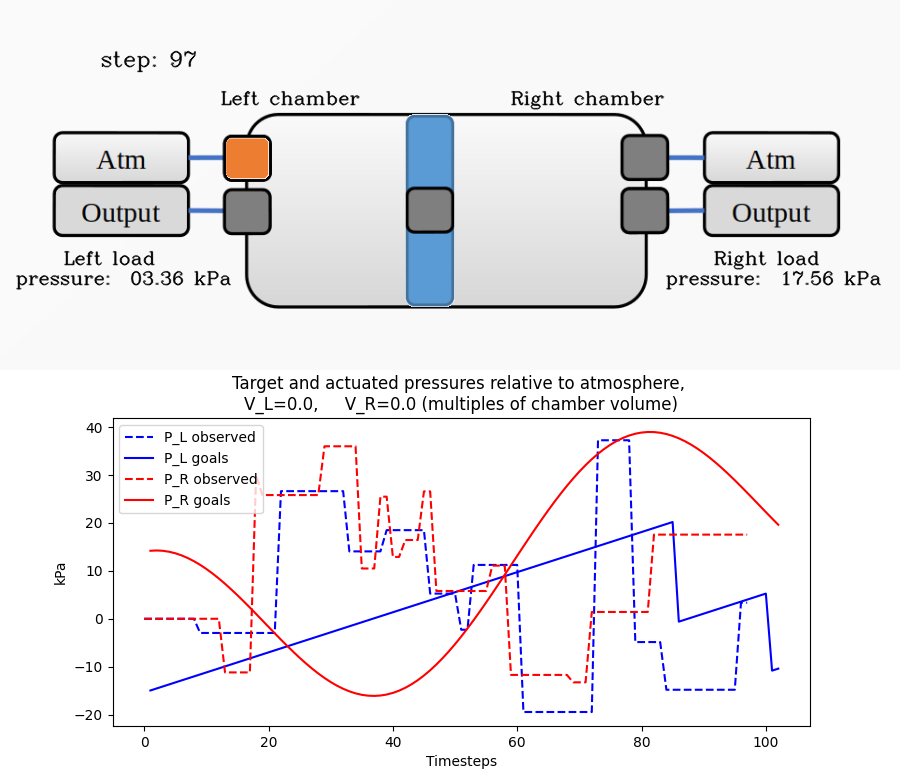 step: 97
Left chamber
Right chamber
Atm
Atm
Output
Output
Left load
pressure: 03.36 kPa
Right load
pressure: 17.56 kPa
Target and actuated pressures relative to atmosphere,
V_L=0.0, V_R=0.0 (multiples of chamber volume)
P_L observed
P_L goals
P_R observed
P_R goals
kPa
40
30
20
10
0
−10
−20
0
20
40
60
80
100
Timesteps